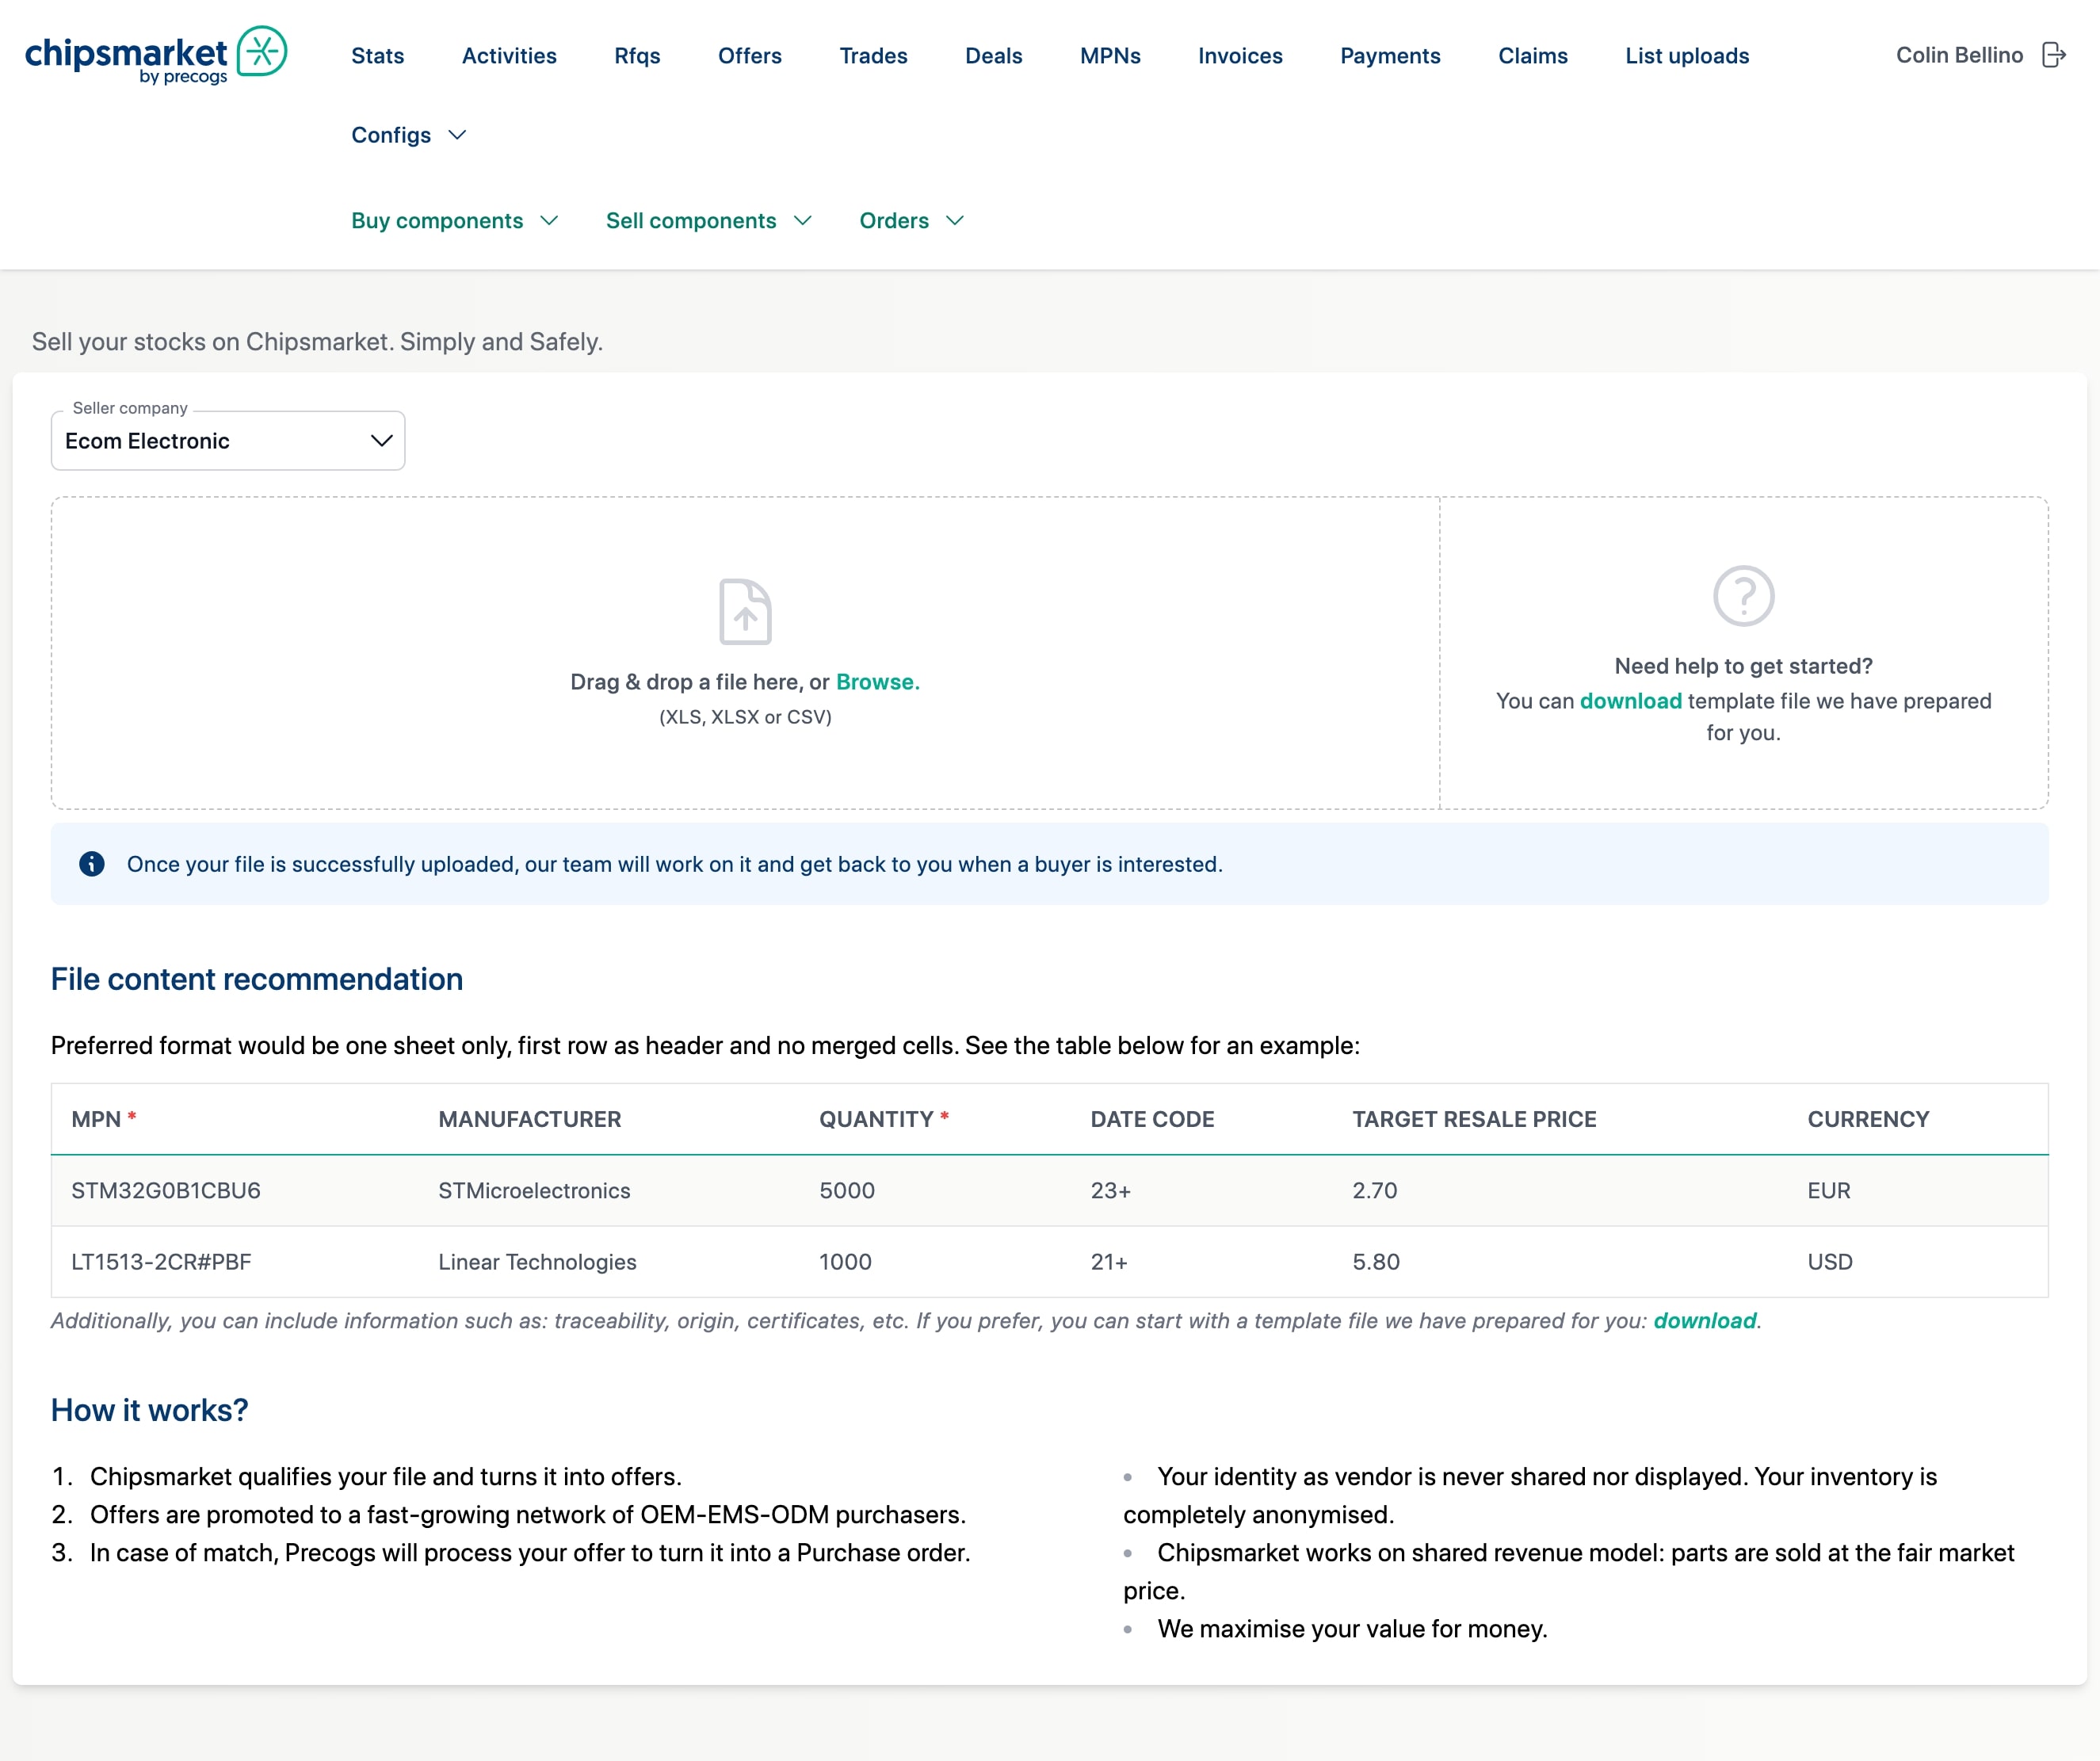 chipsmarket
by precogs
Stats Activities Rfqs Offers Trades Deals MPNs Invoices Payments Claims List uploads
Colin Bellino
Configs
Buy components Sell components Orders
Sell your stocks on Chipsmarket. Simply and Safely.
Seller company
Ecom Electronic
Drag & drop a file here, or Browse.
(XLS, XLSX or CSV)
Need help to get started?
You can download template file we have prepared
for you.
Once your file is successfully uploaded, our team will work on it and get back to you when a buyer is interested.
File content recommendation
Preferred format would be one sheet only, first row as header and no merged cells. See the table below for an example:
MPN * MANUFACTURER QUANTITY * DATE CODE TARGET RESALE PRICE CURRENCY
STM32G0B1CBU6 STMicroelectronics 5000 23+ 2.70 EUR
LT1513-2CR#PBF Linear Technologies 1000 21+ 5.80 USD
Additionally, you can include information such as: traceability, origin, certificates, etc. If you prefer, you can start with a template file we have prepared for you: download.
How it works?
1. Chipsmarket qualifies your file and turns it into offers.
2. Offers are promoted to a fast-growing network of OEM-EMS-ODM purchasers.
3. In case of match, Precogs will process your offer to turn it into a Purchase order.
• Your identity as vendor is never shared nor displayed. Your inventory is
completely anonymised.
• Chipsmarket works on shared revenue model: parts are sold at the fair market
price.
• We maximise your value for money.